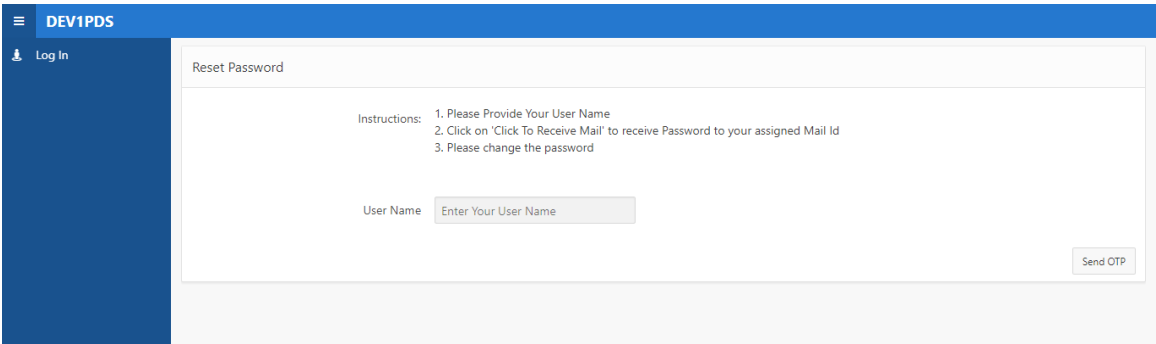 DEV1PDS
Log In
Reset Password
Instructions:
1. Please Provide Your User Name
2. Click on 'Click To Receive Mail' to receive Password to your assigned Mail Id
3. Please change the password
User Name
Enter Your User Name
Send OTP